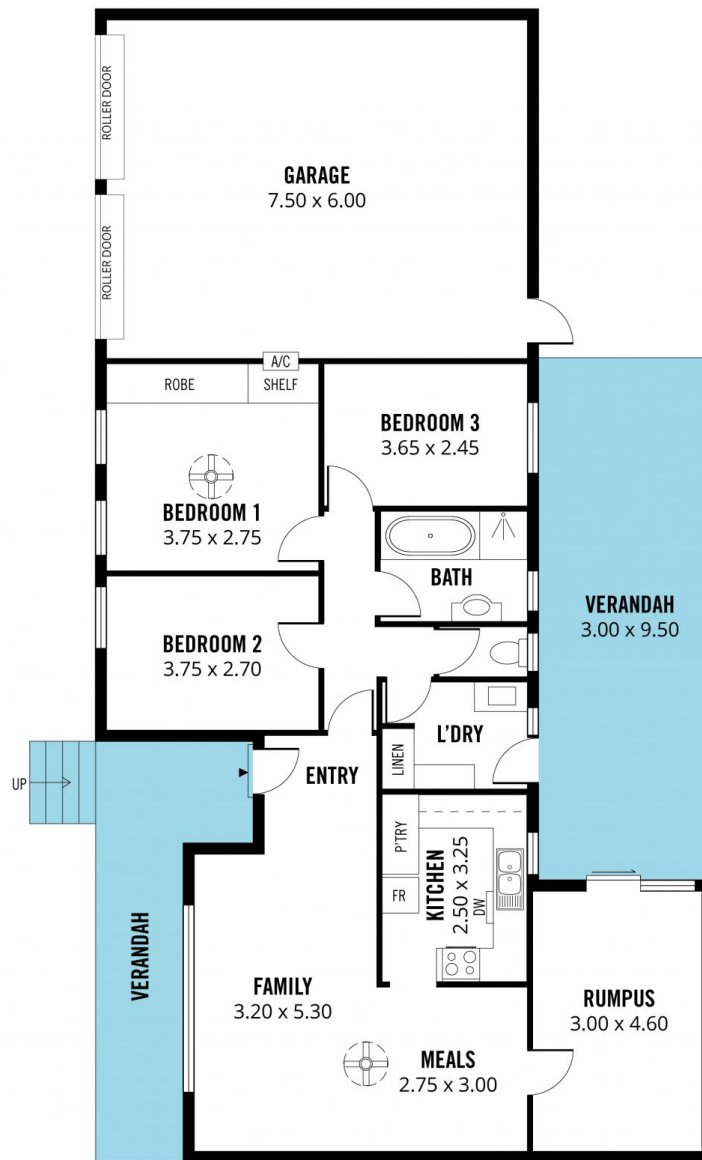 ROLLER DOOR
GARAGE
7.50 x 6.00
ROLLER DOOR
A/C
ROBE
SHELF
BEDROOM 3
3.65 x 2.45
BEDROOM 1
3.75 x 2.75
BATH
VERANDAH
3.00 x 9.50
BEDROOM 2
3.75 x 2.70
L'DRY
LINEN
UP
ENTRY
P'TRY
FR
KITCHEN
2.50 x 3.25
DW
VERANDAH
FAMILY
3.20 x 5.30
RUMPUS
3.00 x 4.60
MEALS
2.75 x 3.00